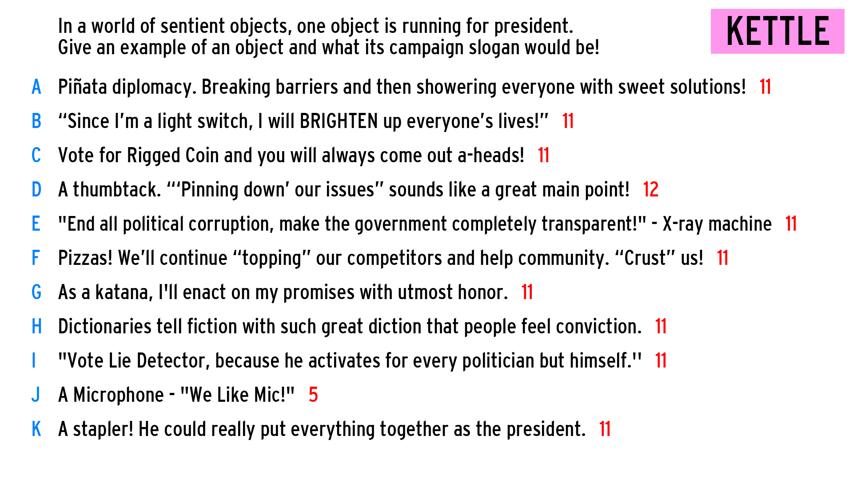 In a world of sentient objects, one object is running for president.
Give an example of an object and what its campaign slogan would be!
KETTLE
A Piñata diplomacy. Breaking barriers and then showering everyone with sweet solutions! 11
B “Since I’m a light switch, I will BRIGHTEN up everyone’s lives!” 11
C Vote for Rigged Coin and you will always come out a-heads! 11
D A thumbtack. “‘Pinning down’ our issues” sounds like a great main point! 12
E "End all political corruption, make the government completely transparent!" - X-ray machine 11
F Pizzas! We’ll continue “topping” our competitors and help community. “Crust” us! 11
G As a katana, I'll enact on my promises with utmost honor. 11
H Dictionaries tell fiction with such great diction that people feel conviction. 11
I "Vote Lie Detector, because he activates for every politician but himself.'' 11
J A Microphone - "We Like Mic!" 5
K A stapler! He could really put everything together as the president. 11